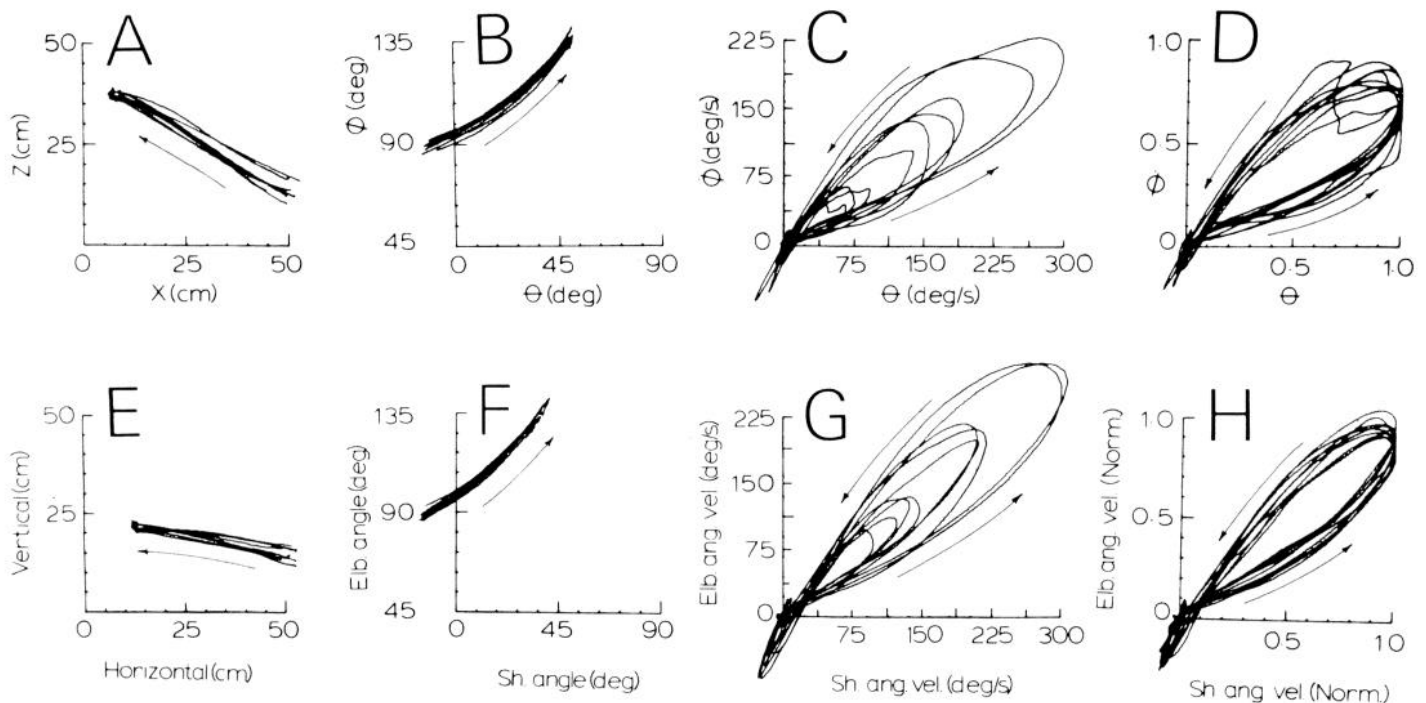 A
50
25
0
Z (cm)
0
25
50
X (cm)
B
135
90
45
Φ (deg)
0
45
90
Θ (deg)
C
225
150
75
0
Φ (deg/s)
75
150
225
300
Θ (deg/s)
D
1.0
0.5
0
Φ
0.5
1.0
Θ
E
50
25
0
Vertical (cm)
0
25
50
Horizontal (cm)
F
135
90
45
Elb. angle (deg)
0
45
90
Sh. angle (deg)
G
225
150
75
0
Elb. ang. vel. (deg/s)
75
150
225
300
Sh. ang. vel. (deg/s)
H
1.0
0.5
0
Elb. ang. vel. (Norm.)
0.5
1.0
Sh. ang. vel. (Norm.)